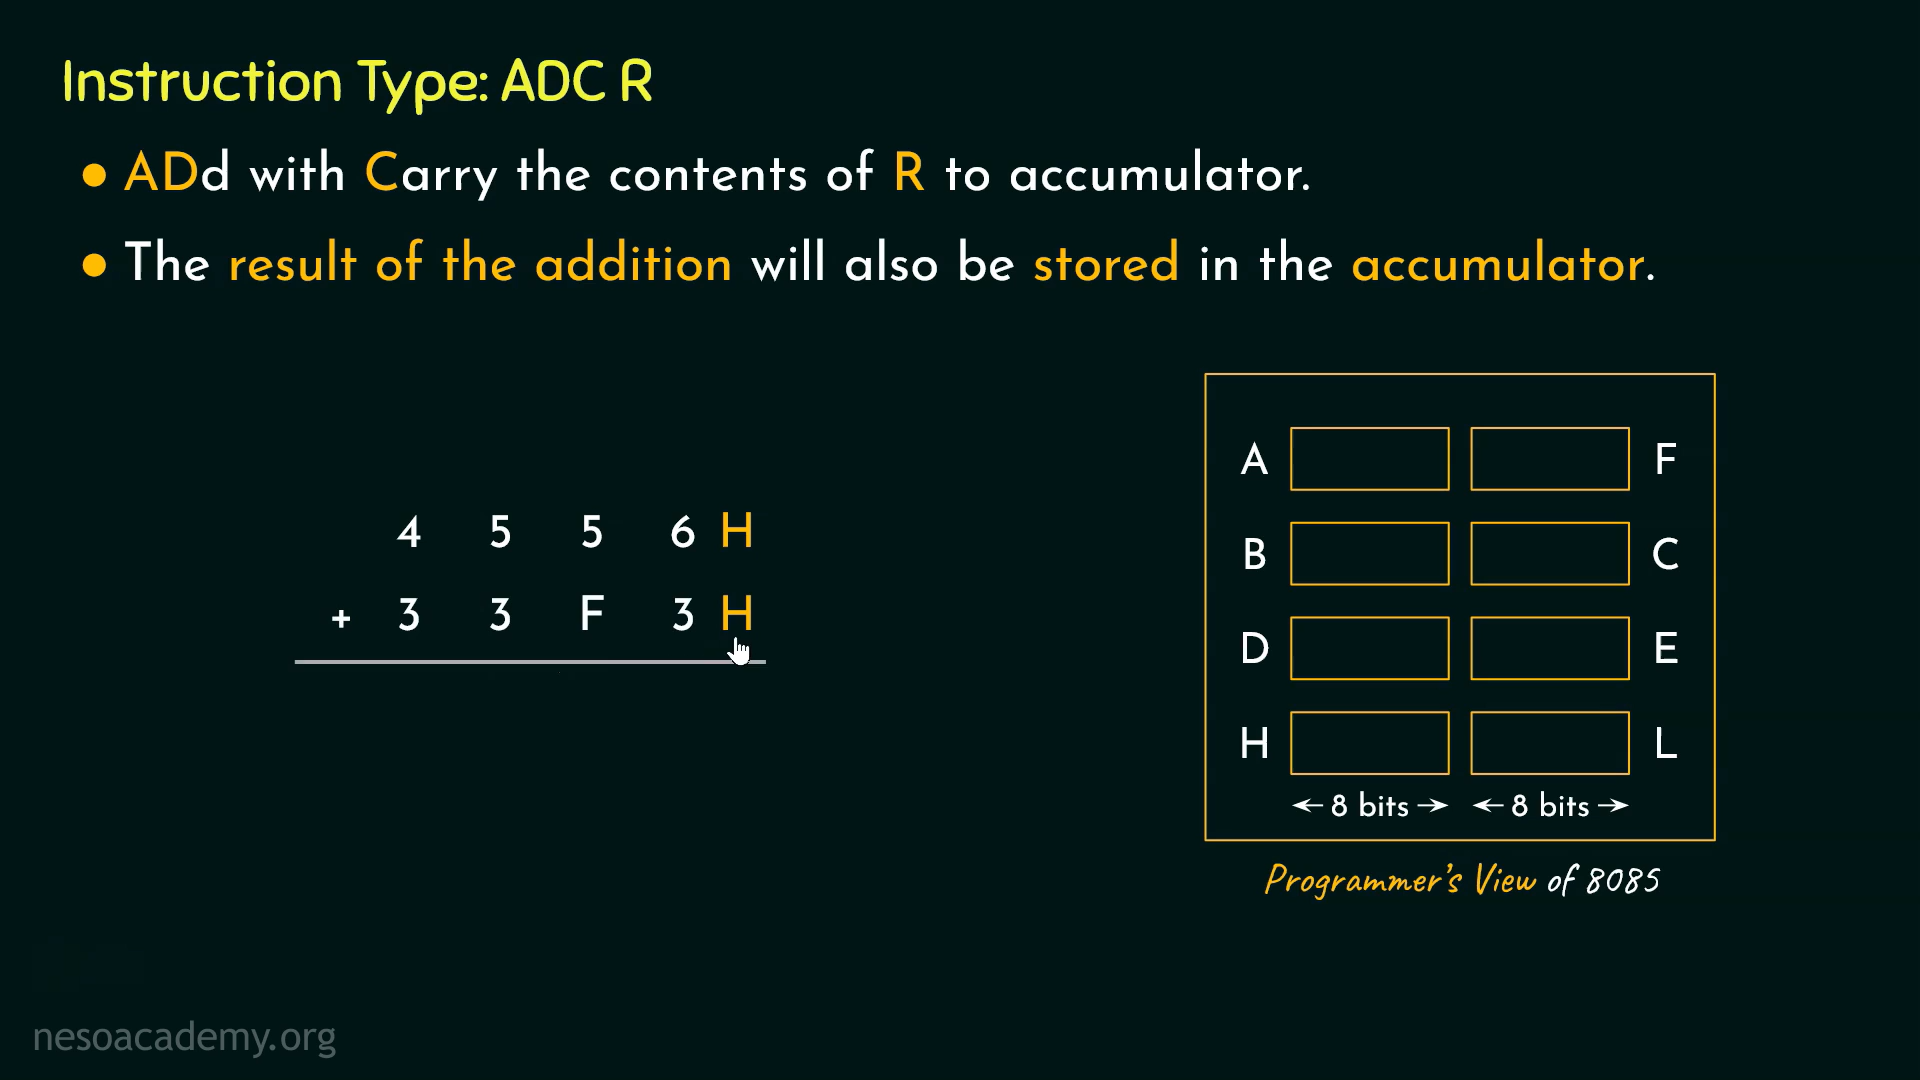 Instruction Type: ADC R
● ADd with Carry the contents of R to accumulator.
● The result of the addition will also be stored in the accumulator.
4 5 5 6 H
+ 3 3 F 3 H
A F
B C
D E
H L
← 8 bits → ← 8 bits →
Programmer's View of 8085
nesoacademy.org